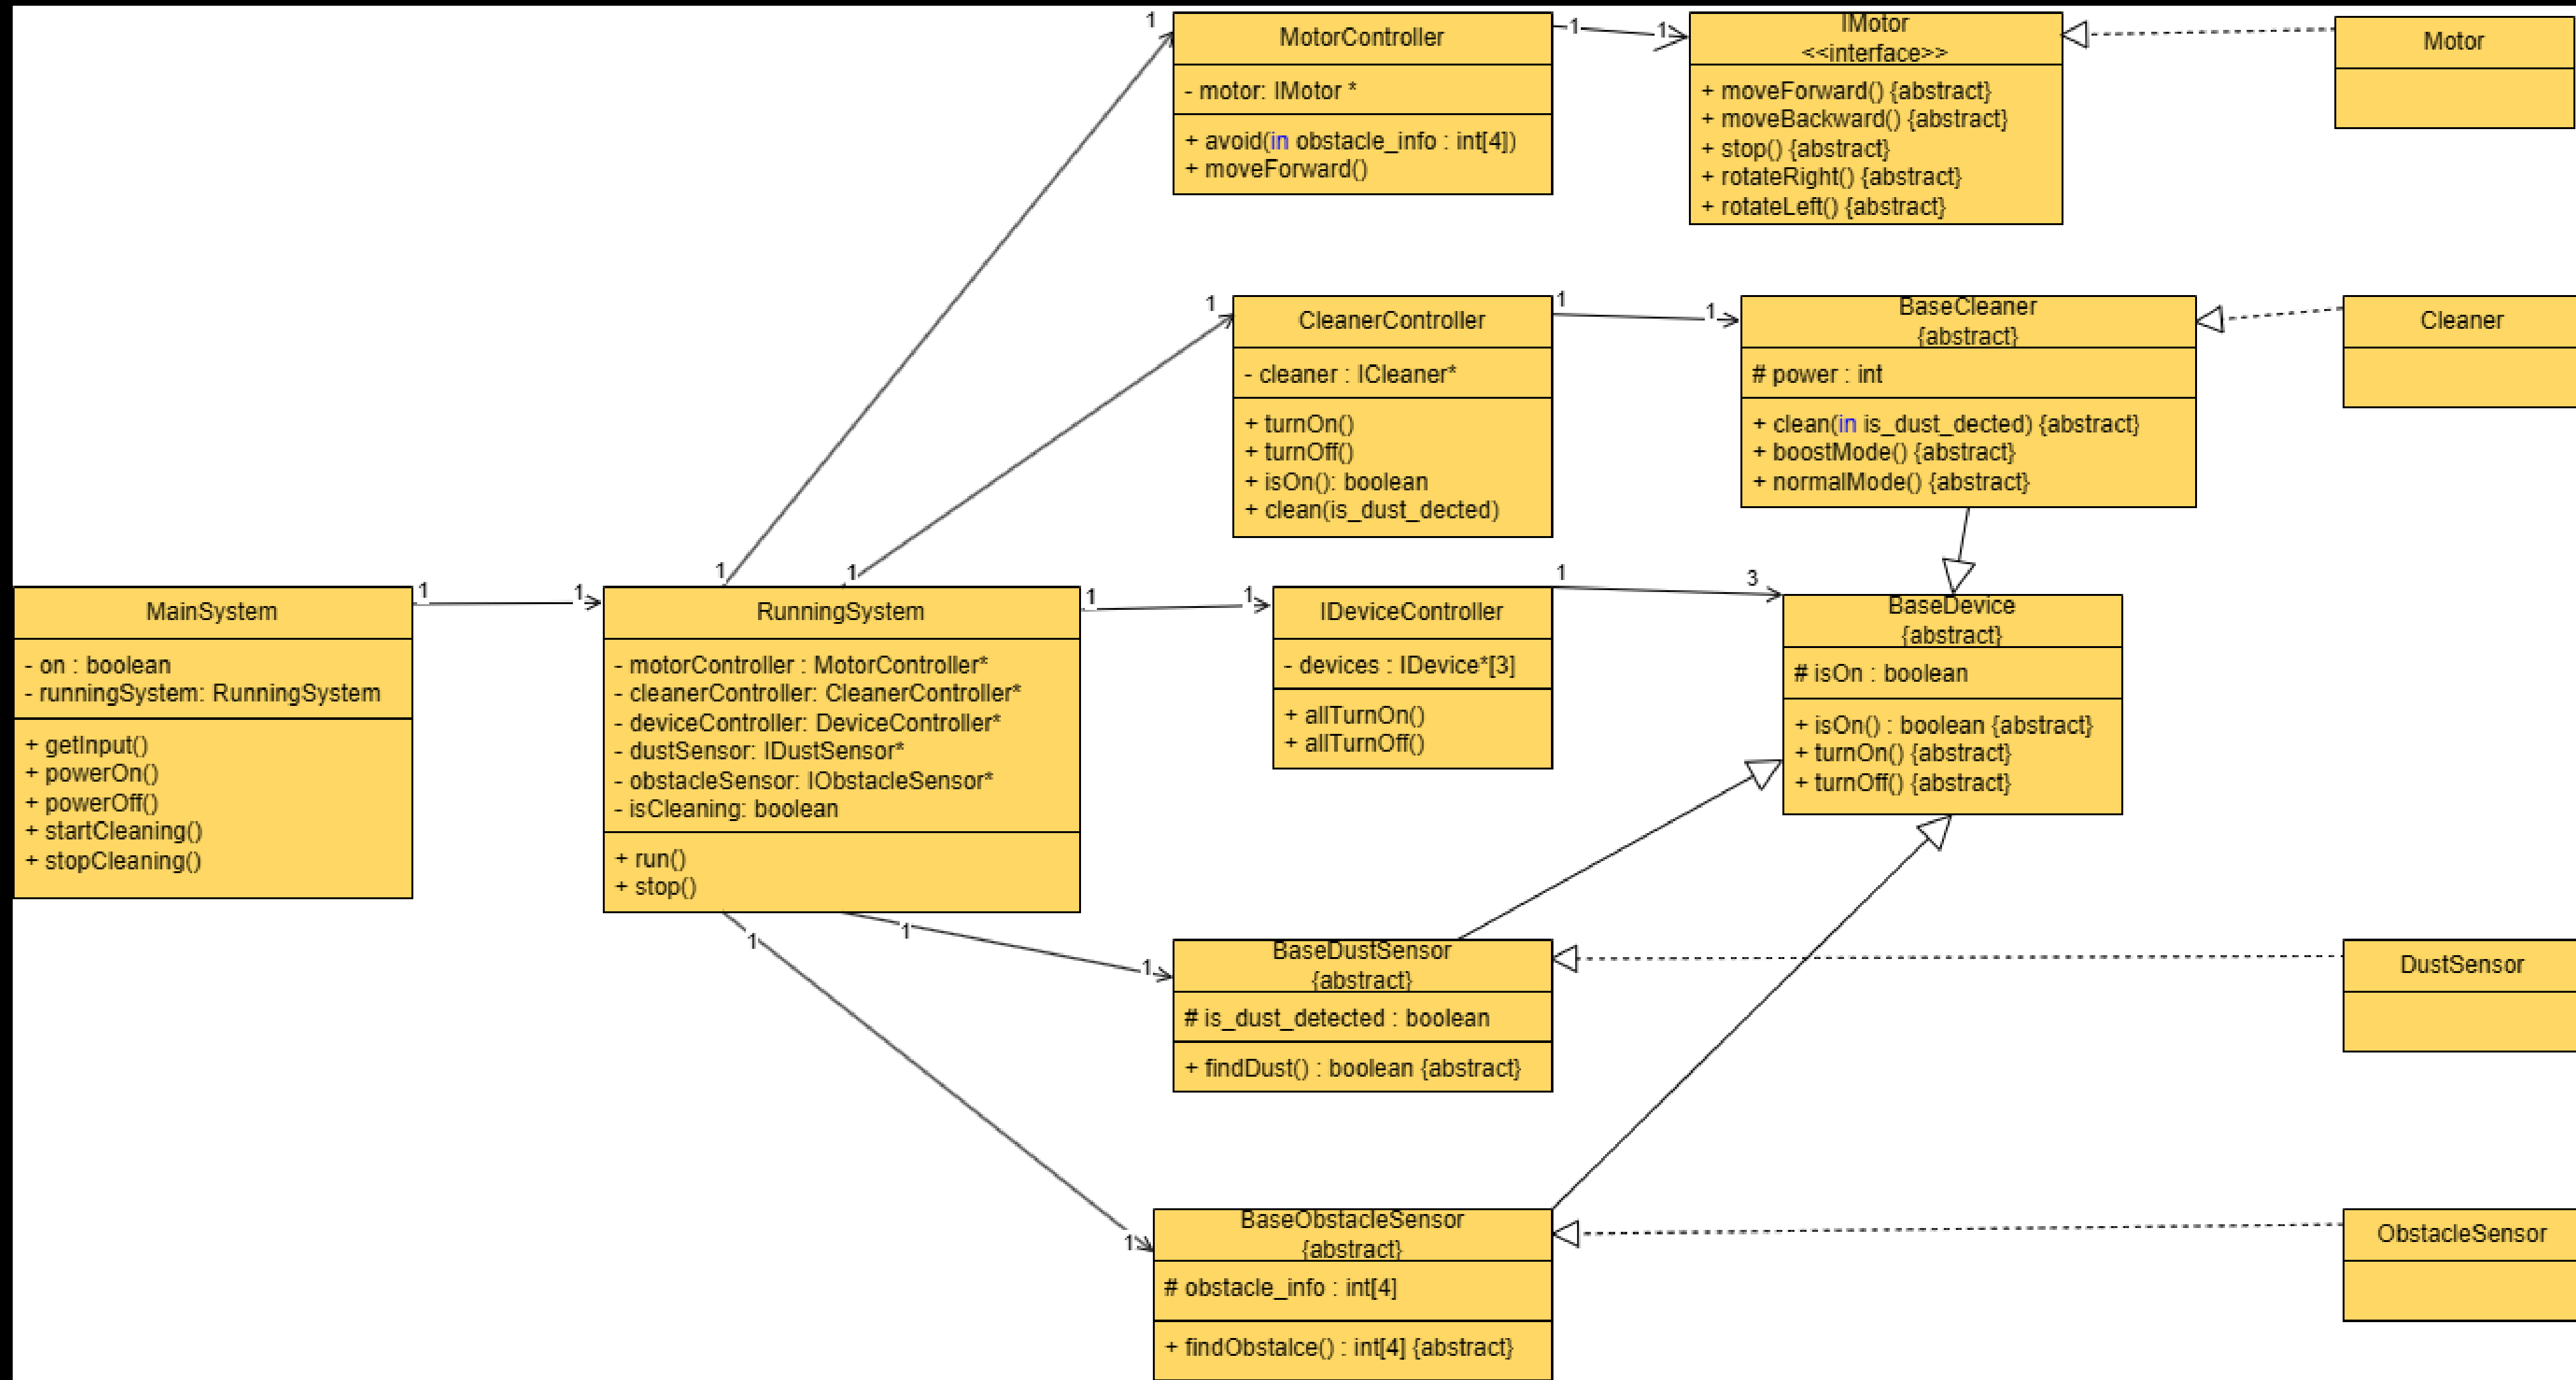 1
MotorController
- motor: IMotor *
+ avoid(in obstacle_info : int[4])
+ moveForward()
1
1
IMotor
<<interface>>
+ moveForward() {abstract}
+ moveBackward() {abstract}
+ stop() {abstract}
+ rotateRight() {abstract}
+ rotateLeft() {abstract}
Motor
1
CleanerController
- cleaner : ICleaner*
+ turnOn()
+ turnOff()
+ isOn(): boolean
+ clean(is_dust_dected)
1
1
BaseCleaner
{abstract}
# power : int
+ clean(in is_dust_dected) {abstract}
+ boostMode() {abstract}
+ normalMode() {abstract}
Cleaner
MainSystem
- on : boolean
- runningSystem: RunningSystem
+ getInput()
+ powerOn()
+ powerOff()
+ startCleaning()
+ stopCleaning()
1
1
1
1
RunningSystem
- motorController : MotorController*
- cleanerController: CleanerController*
- deviceController: DeviceController*
- dustSensor: IDustSensor*
- obstacleSensor: IObstacleSensor*
- isCleaning: boolean
+ run()
+ stop()
1
1
IDeviceController
- devices : IDevice*[3]
+ allTurnOn()
+ allTurnOff()
1
3
BaseDevice
{abstract}
# isOn : boolean
+ isOn() : boolean {abstract}
+ turnOn() {abstract}
+ turnOff() {abstract}
1
1
1
BaseDustSensor
{abstract}
# is_dust_detected : boolean
+ findDust() : boolean {abstract}
DustSensor
1
BaseObstacleSensor
{abstract}
# obstacle_info : int[4]
+ findObstalce() : int[4] {abstract}
ObstacleSensor